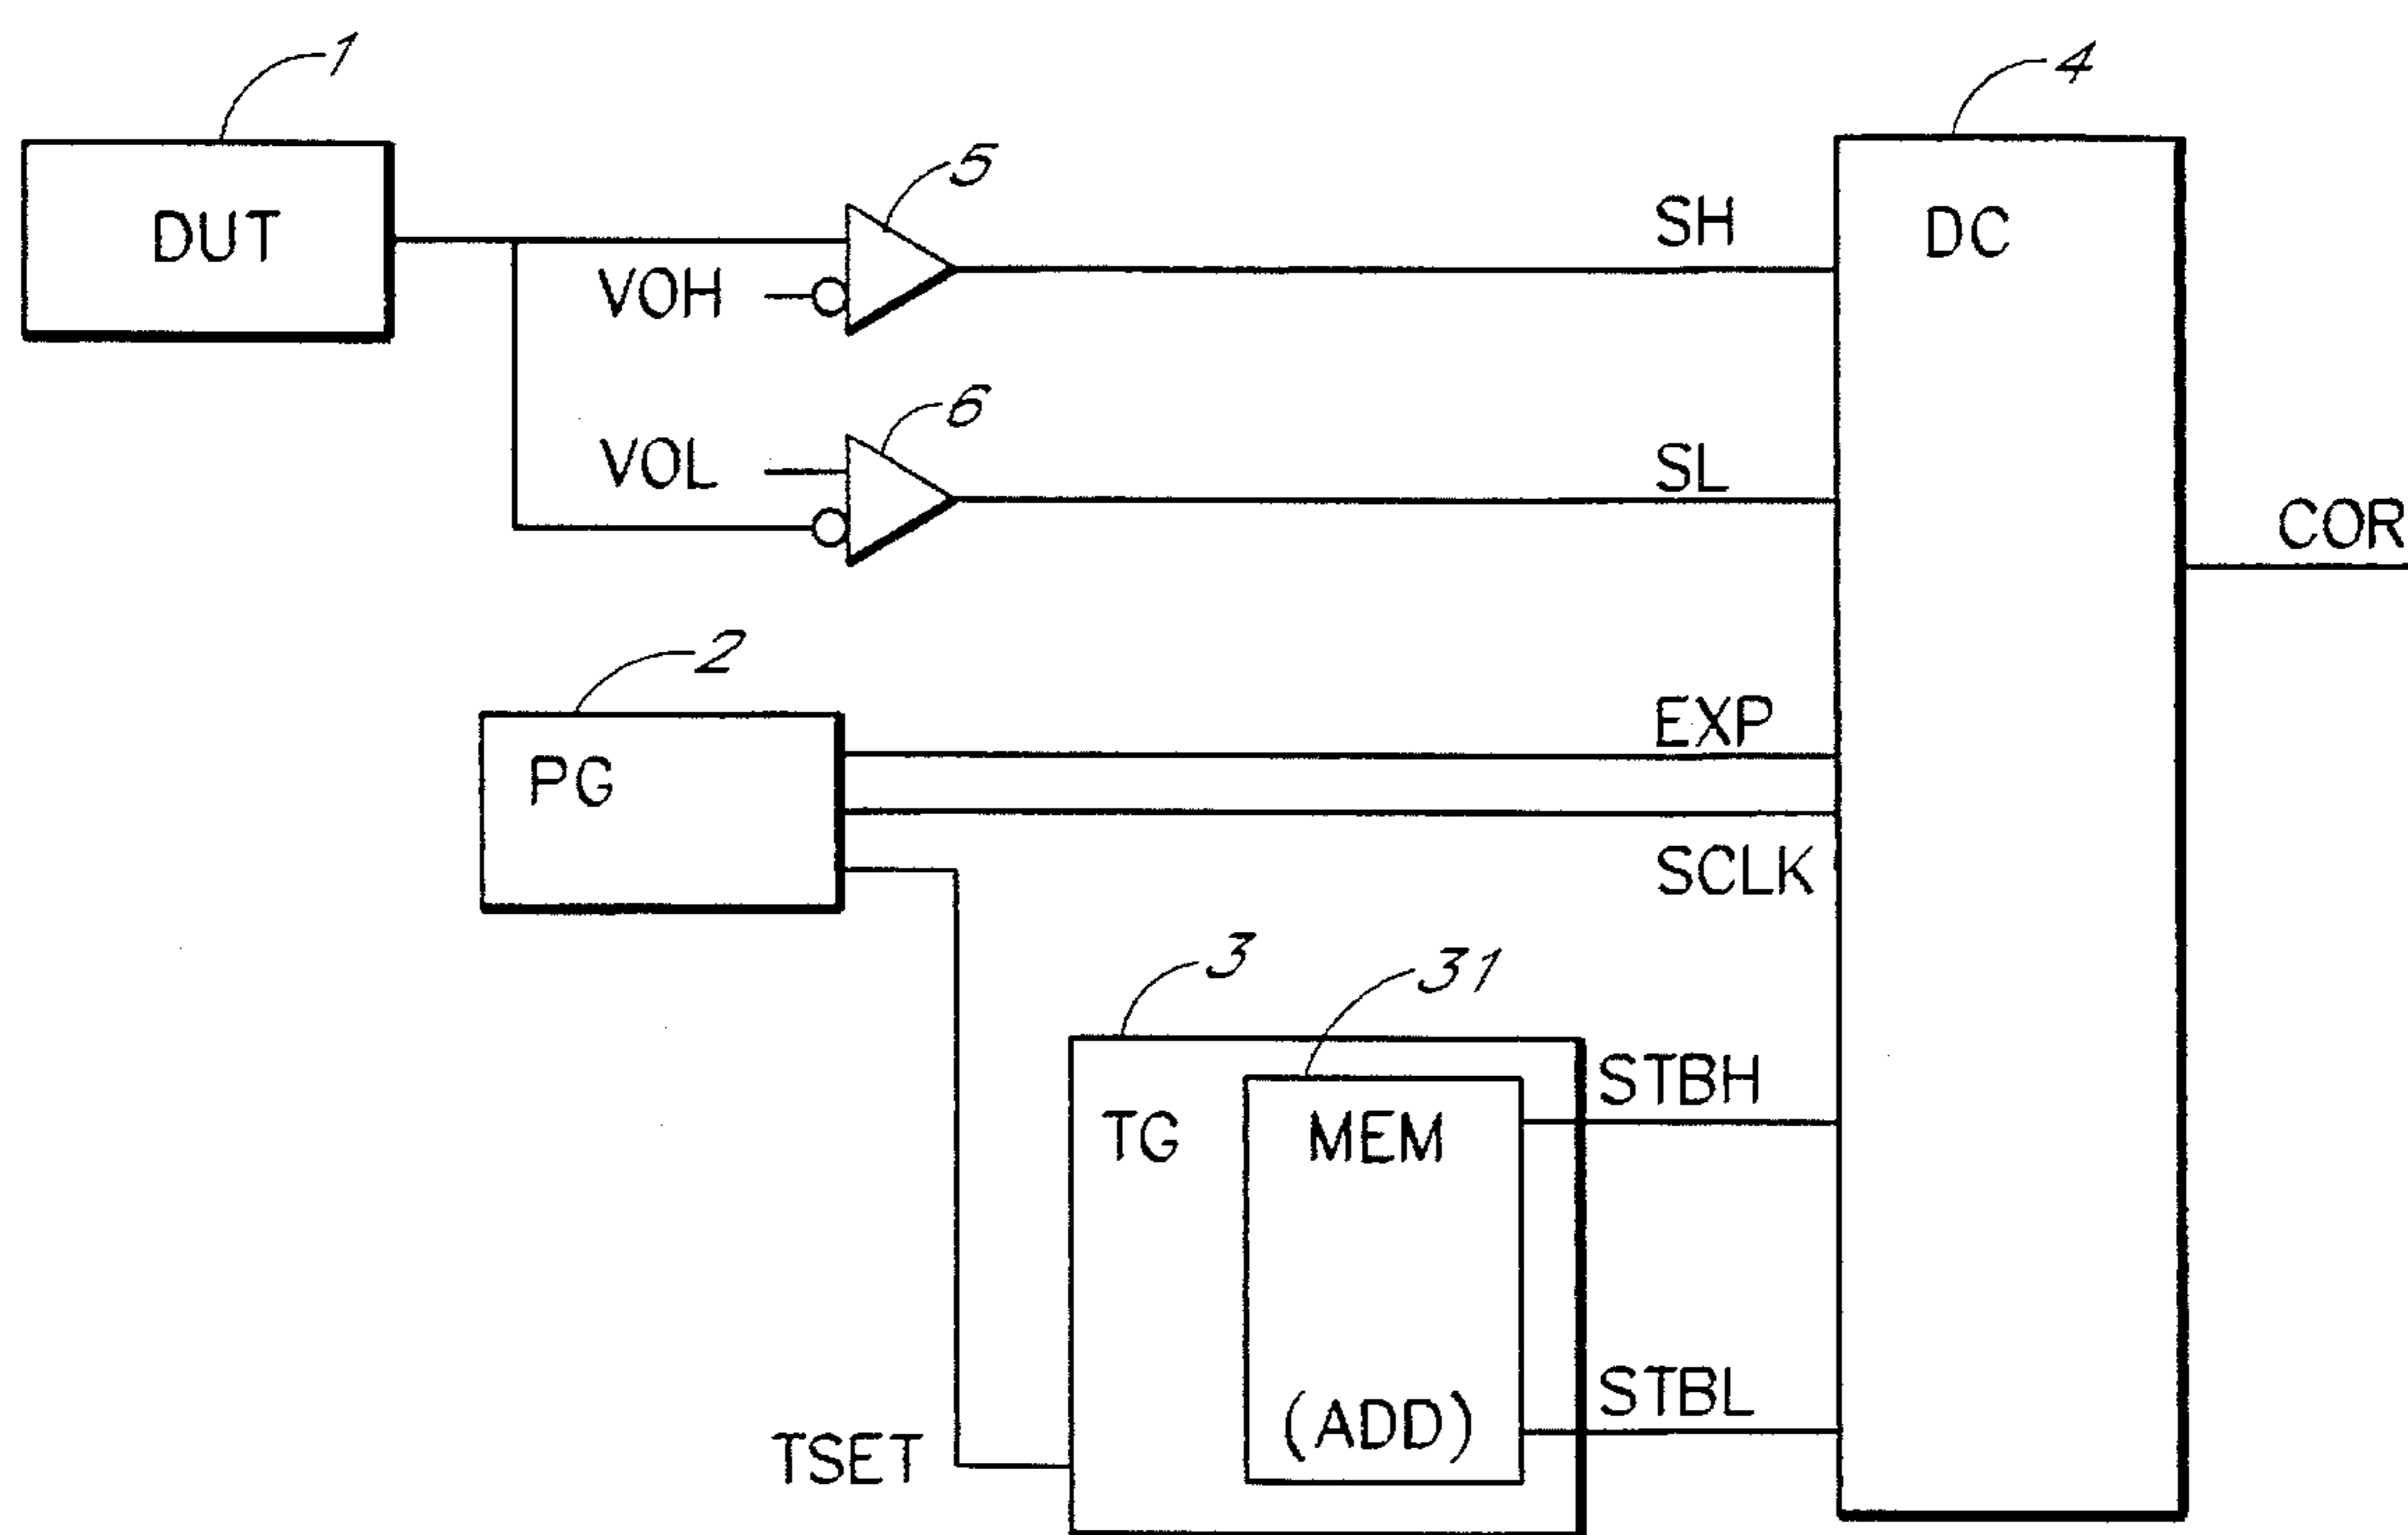 1
4
5
DUT
SH
DC
VOH
6
VOL
SL
COR
2
EXP
PG
SCLK
3
31
STBH
TG
MEM
STBL
(ADD)
TSET